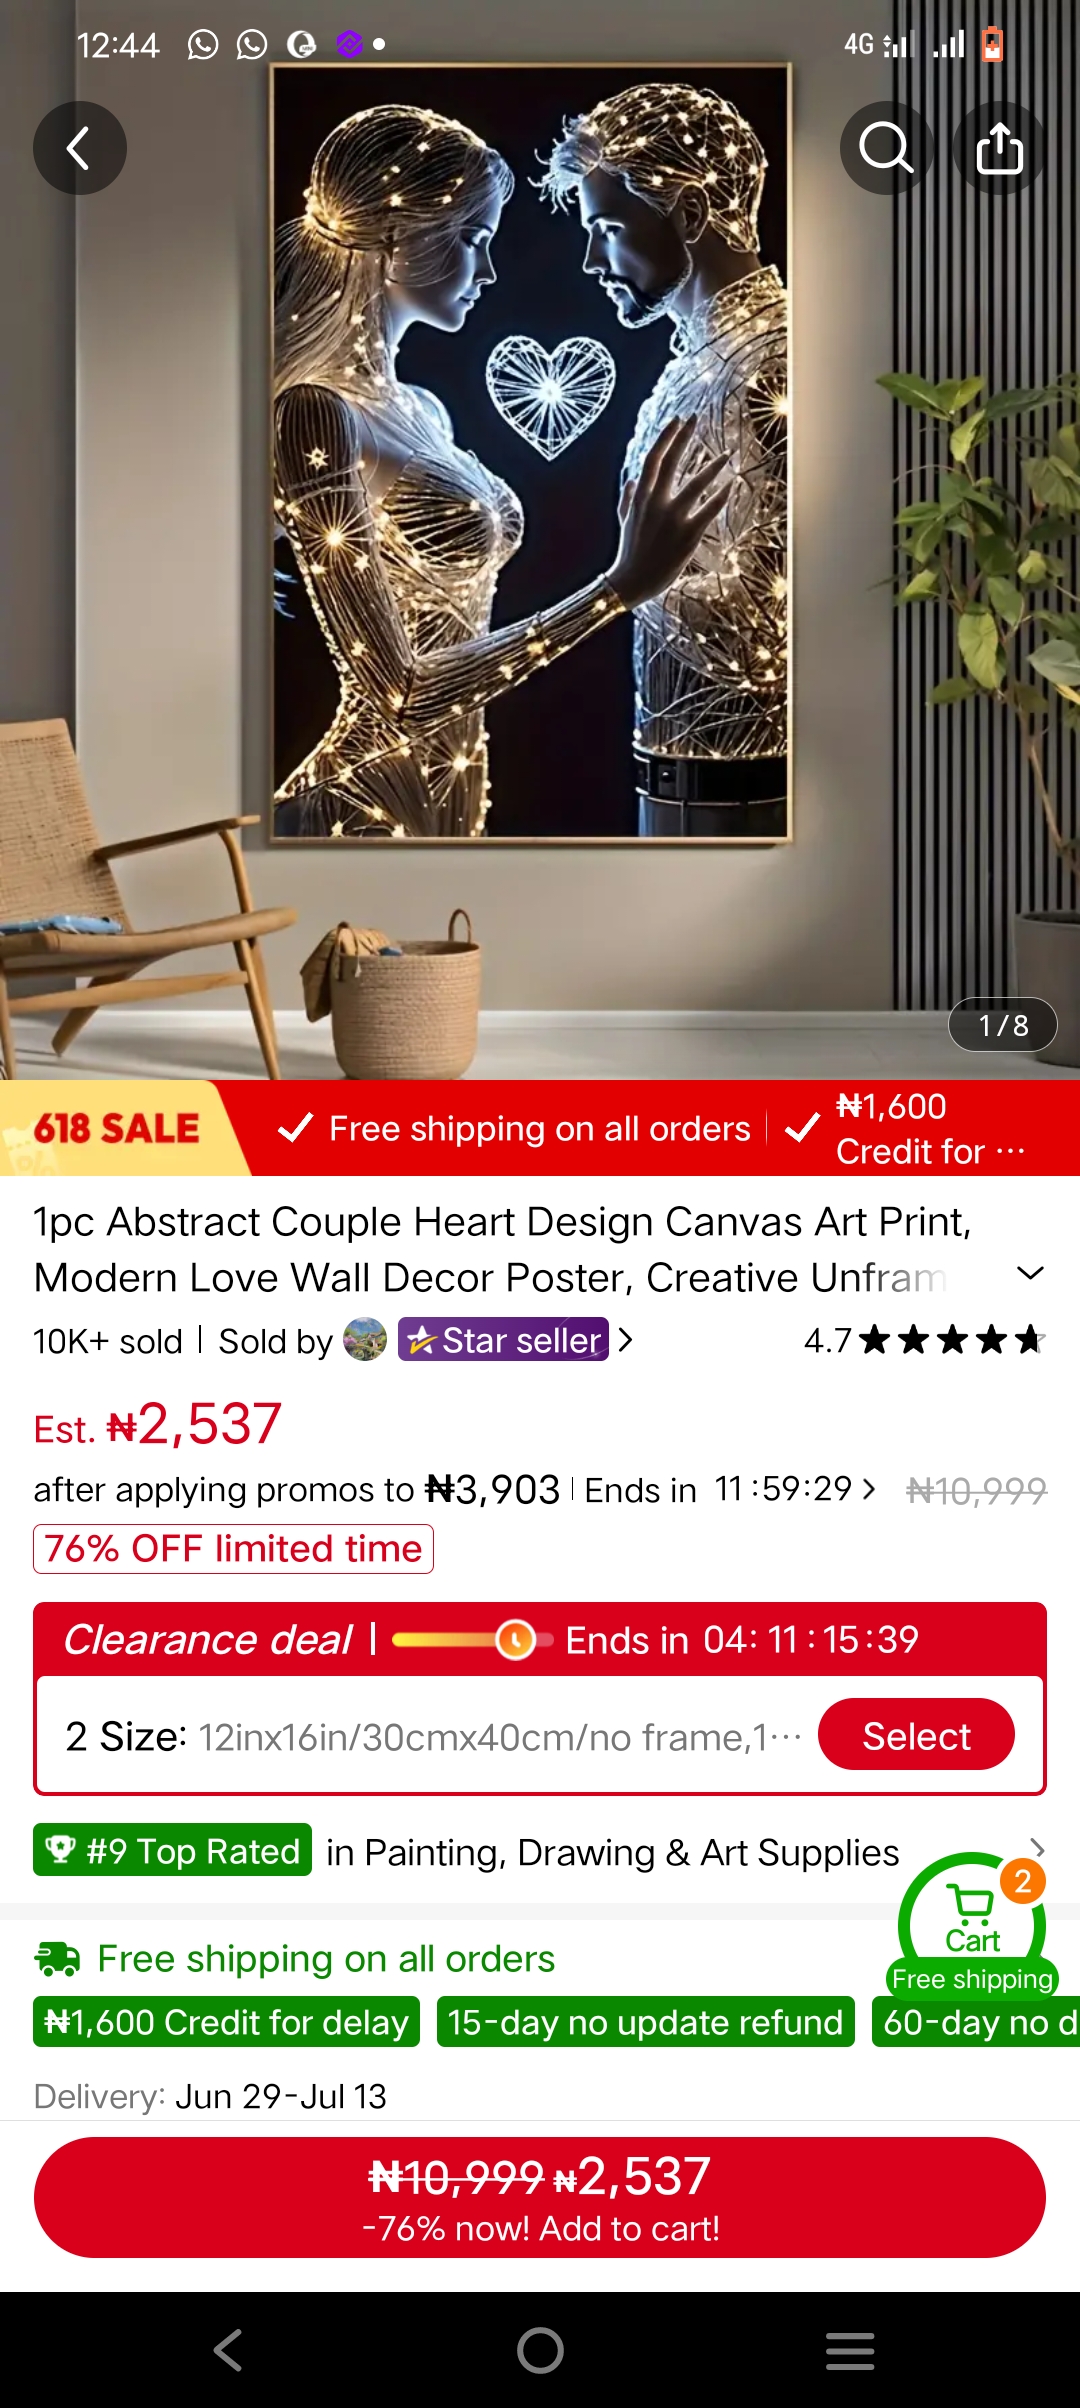 12:44
4G
1/8
618 SALE
Free shipping on all orders
₦1,600
Credit for ···
1pc Abstract Couple Heart Design Canvas Art Print,
Modern Love Wall Decor Poster, Creative Unfram
10K+ sold | Sold by Star seller
4.7
Est. ₦2,537
after applying promos to ₦3,903 | Ends in 11:59:29 ₦10,999
76% OFF limited time
Clearance deal | Ends in 04: 11 : 15 : 39
2 Size: 12inx16in/30cmx40cm/no frame,1··· Select
#9 Top Rated in Painting, Drawing & Art Supplies
2
Cart
Free shipping
Free shipping on all orders
₦1,600 Credit for delay 15-day no update refund 60-day no d
Delivery: Jun 29-Jul 13
₦10,999 ₦2,537
-76% now! Add to cart!